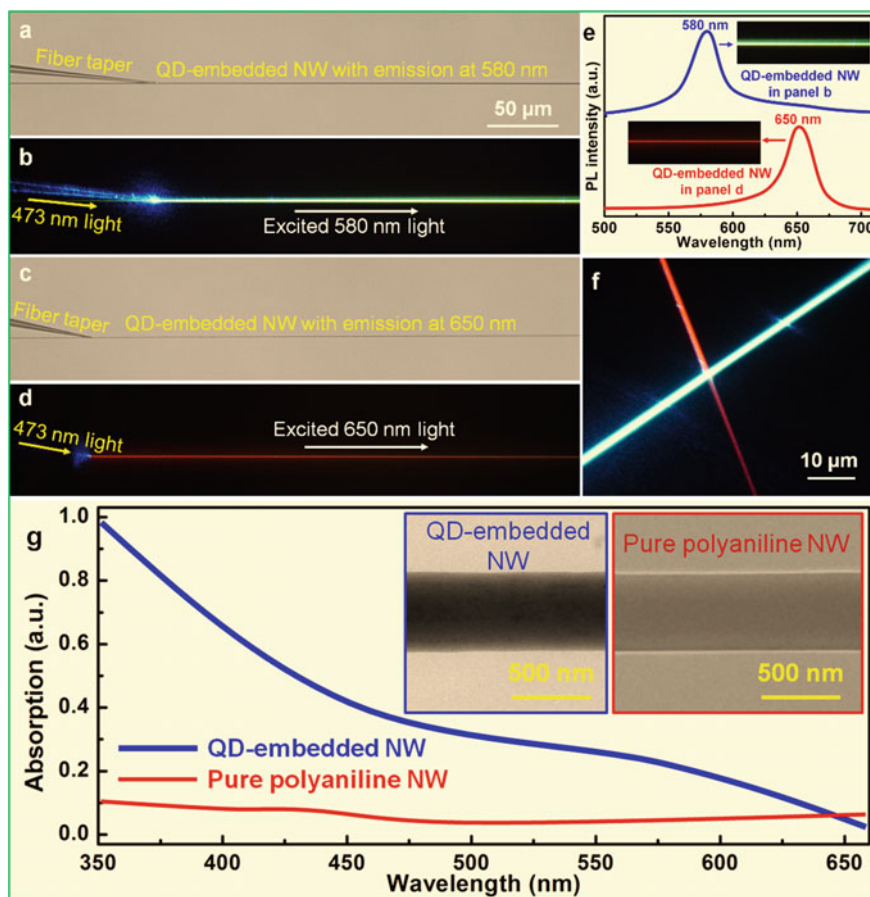 a
Fiber taper
QD-embedded NW with emission at 580 nm
50 µm
b
473 nm light
Excited 580 nm light
c
Fiber taper
QD-embedded NW with emission at 650 nm
d
473 nm light
Excited 650 nm light
e
580 nm
QD-embedded NW
in panel b
650 nm
QD-embedded NW
in panel d
PL intensity (a.u.)
500 550 600 650 700
Wavelength (nm)
f
10 µm
g
QD-embedded
NW
500 nm
Pure polyaniline NW
500 nm
QD-embedded NW
Pure polyaniline NW
Absorption (a.u.)
1.0
0.8
0.6
0.4
0.2
0.0
350 400 450 500 550 600 650
Wavelength (nm)